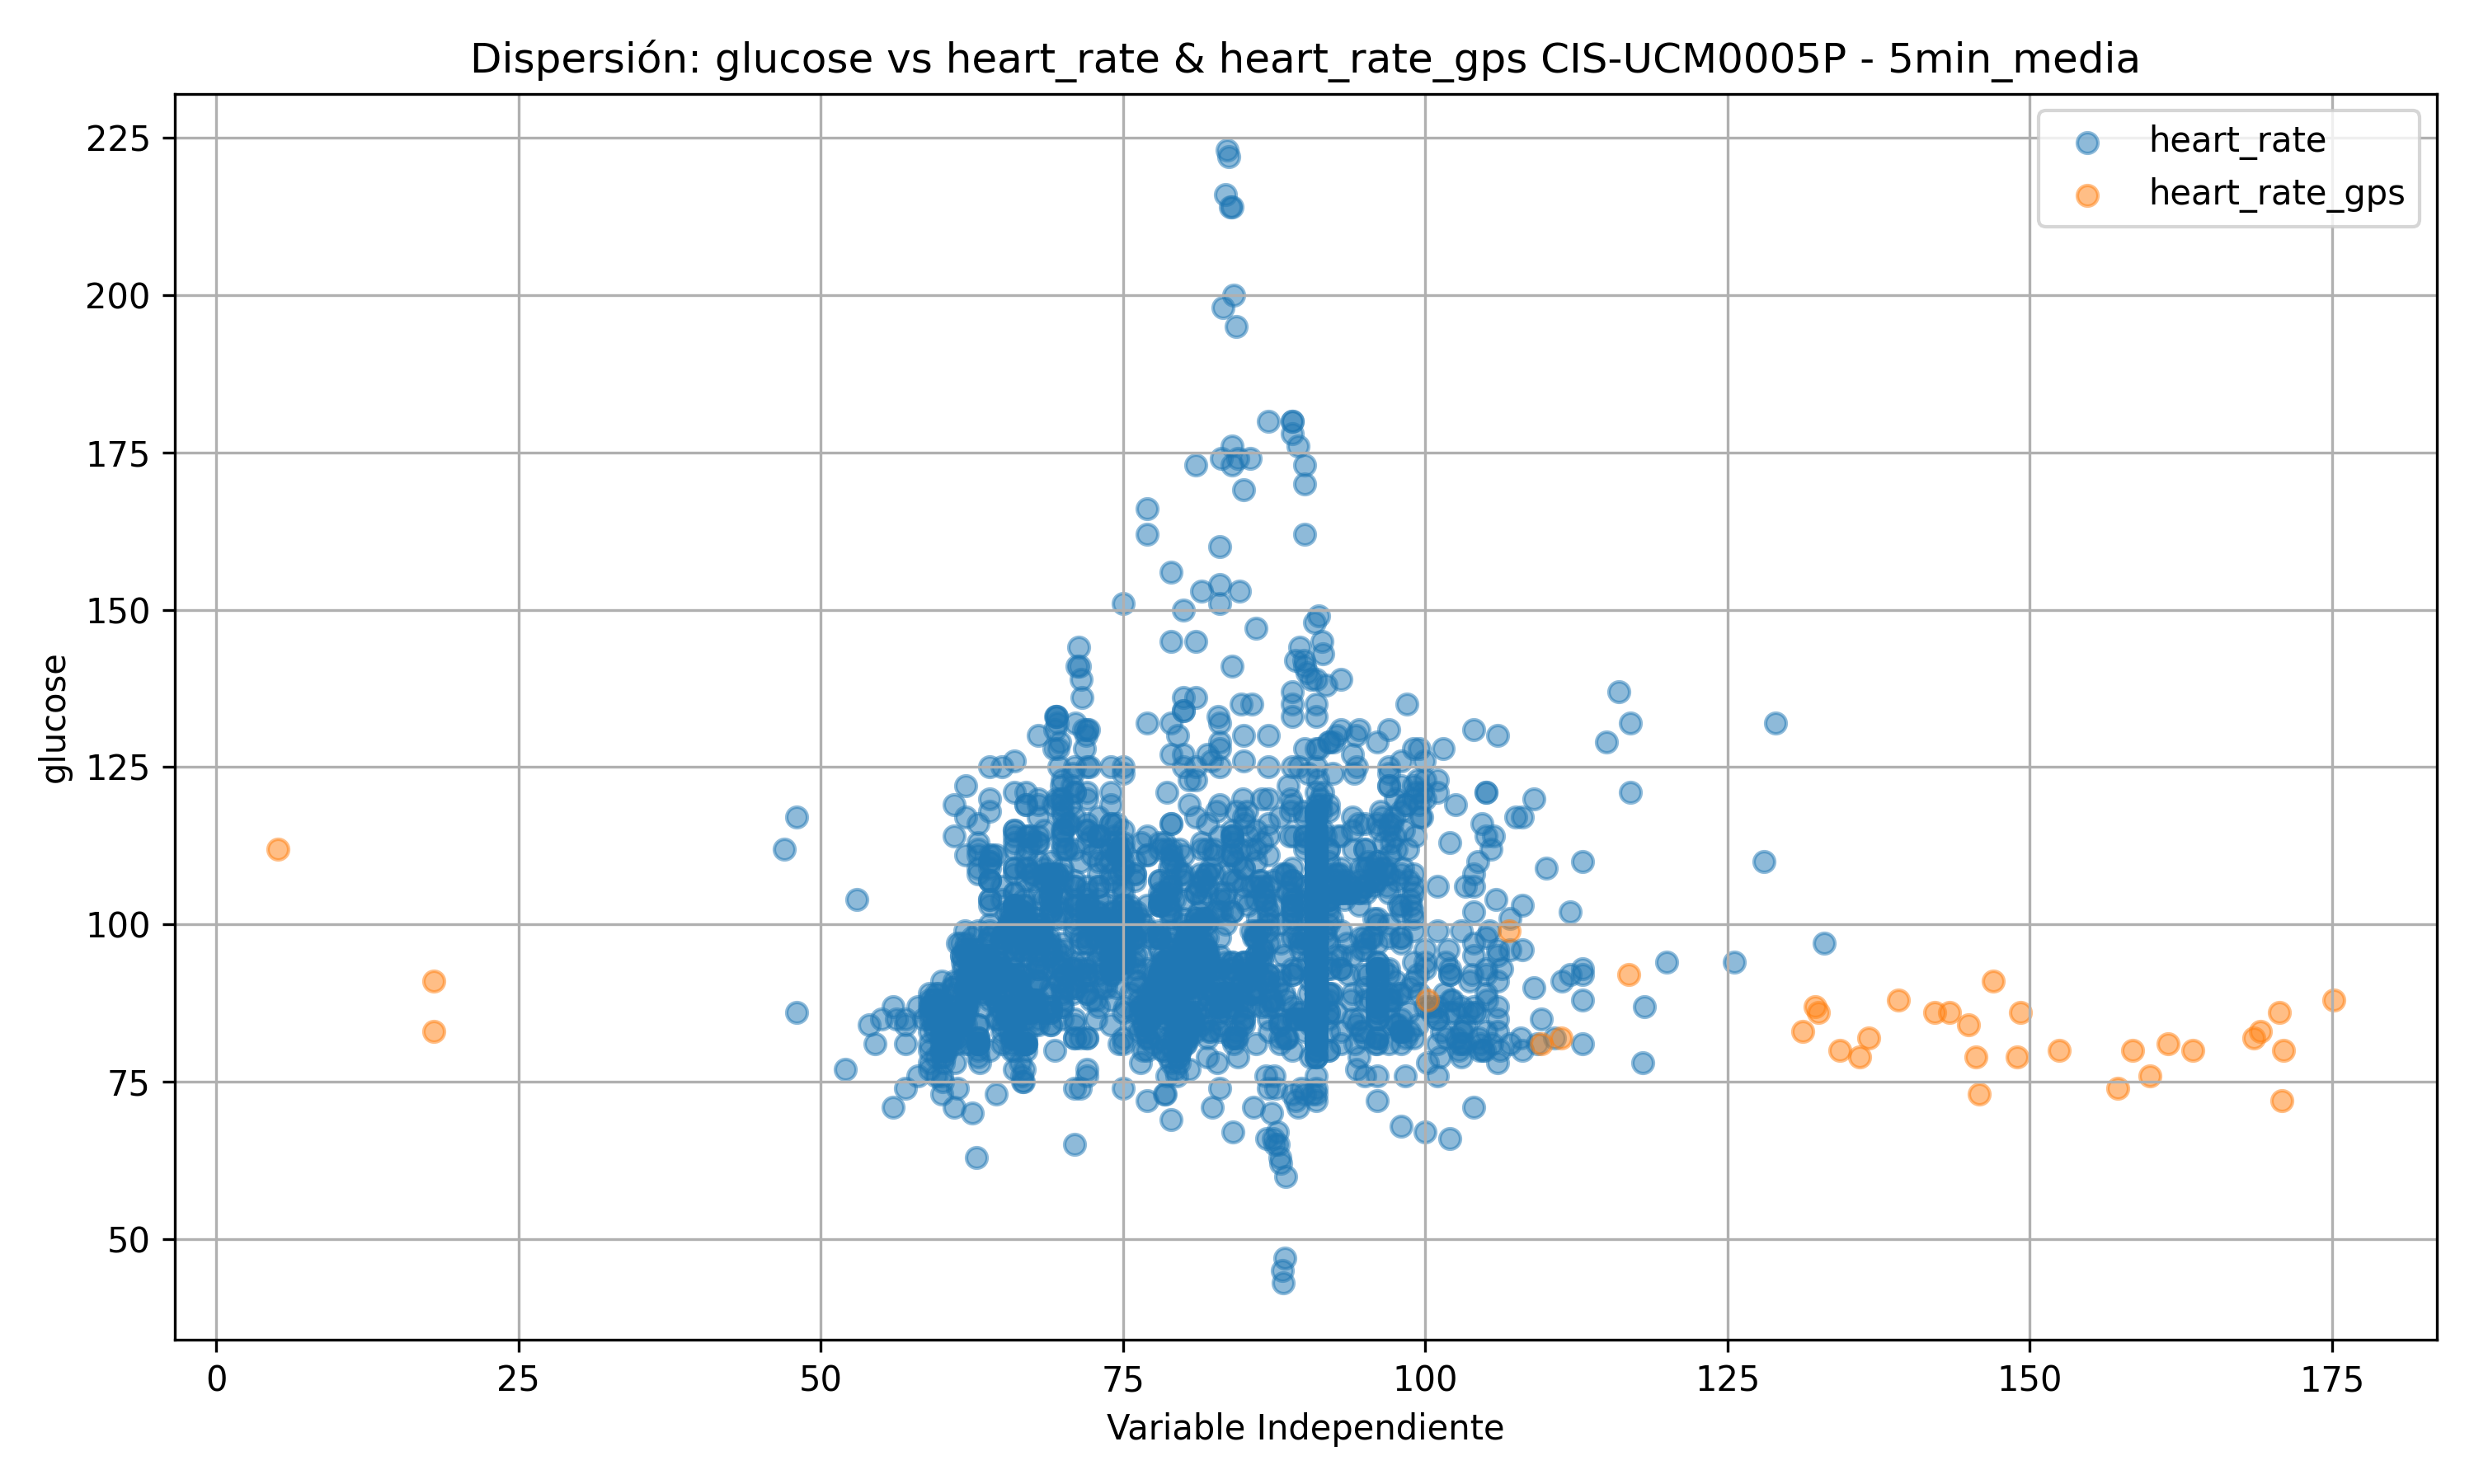 Dispersión: glucose vs heart_rate & heart_rate_gps CIS-UCM0005P - 5min_media
heart_rate
heart_rate_gps
glucose
225
200
175
150
125
100
75
50
0 25 50 75 100 125 150 175
Variable Independiente